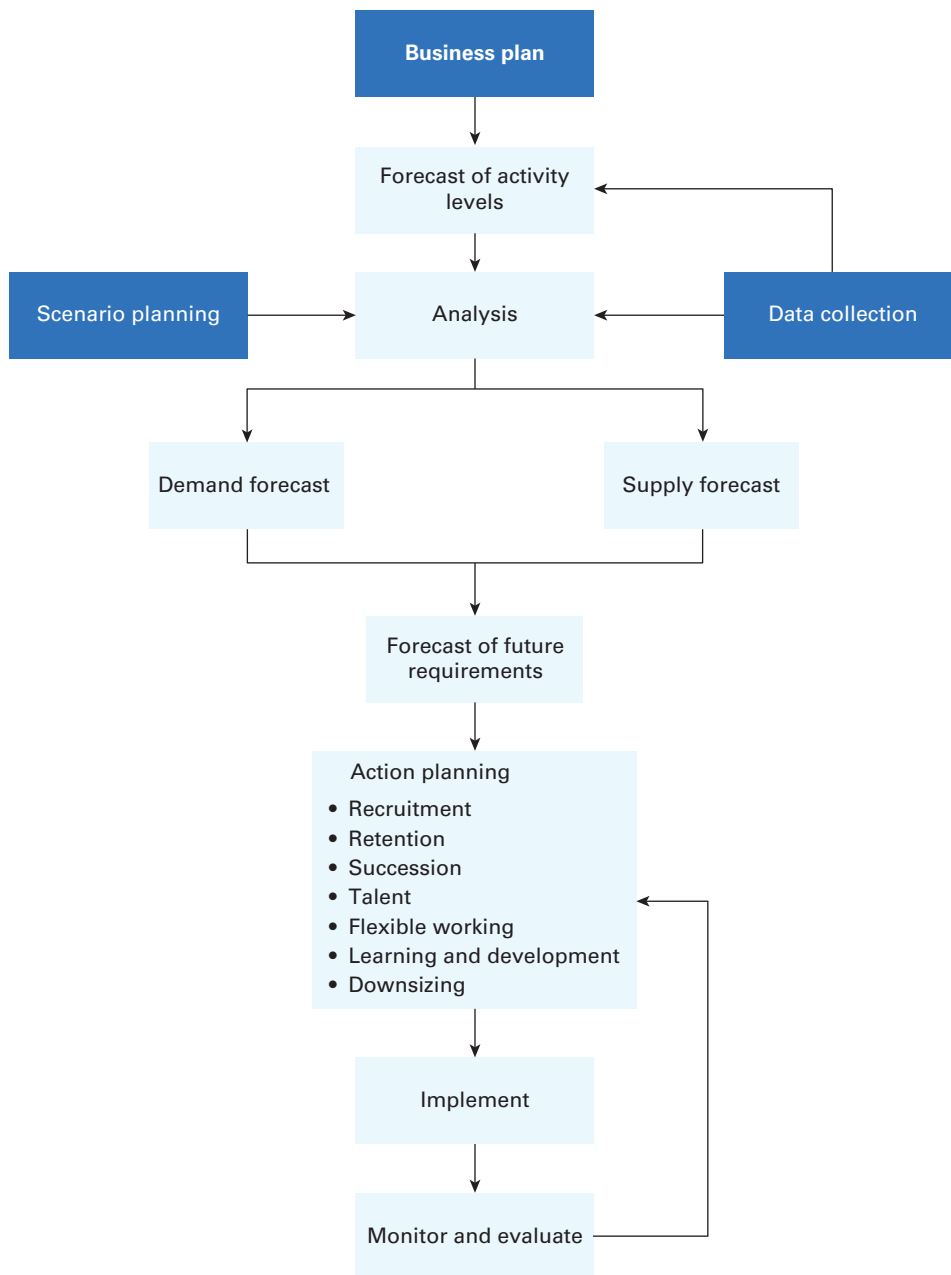 Business plan
Forecast of activity
levels
Scenario planning
Analysis
Data collection
Demand forecast
Supply forecast
Forecast of future
requirements
Action planning
• Recruitment
• Retention
• Succession
• Talent
• Flexible working
• Learning and development
• Downsizing
Implement
Monitor and evaluate